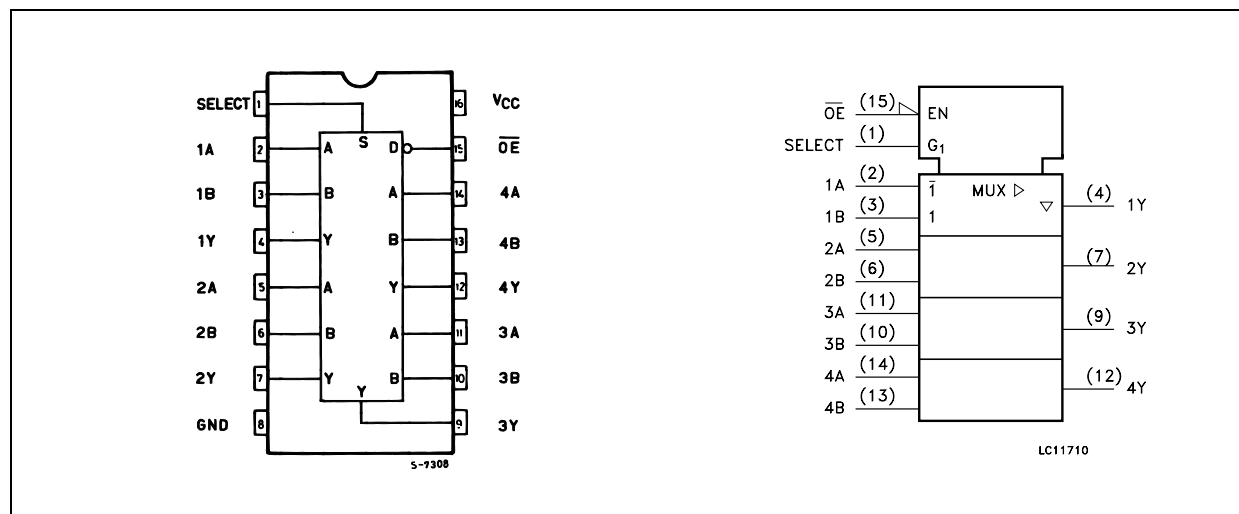 SELECT 1 16 VCC
S
1A 2 A D 15 O̅E̅
1B 3 B A 14 4A
1Y 4 Y B 13 4B
2A 5 A Y 12 4Y
2B 6 B A 11 3A
2Y 7 Y Y B 10 3B
GND 8 9 3Y
S-7308
O̅E̅ (15) EN
SELECT (1) G1
1A (2) 1̅ MUX ▷ ▽ (4) 1Y
1B (3) 1
2A (5)
2B (6) (7) 2Y
3A (11)
3B (10) (9) 3Y
4A (14)
4B (13) (12) 4Y
LC11710